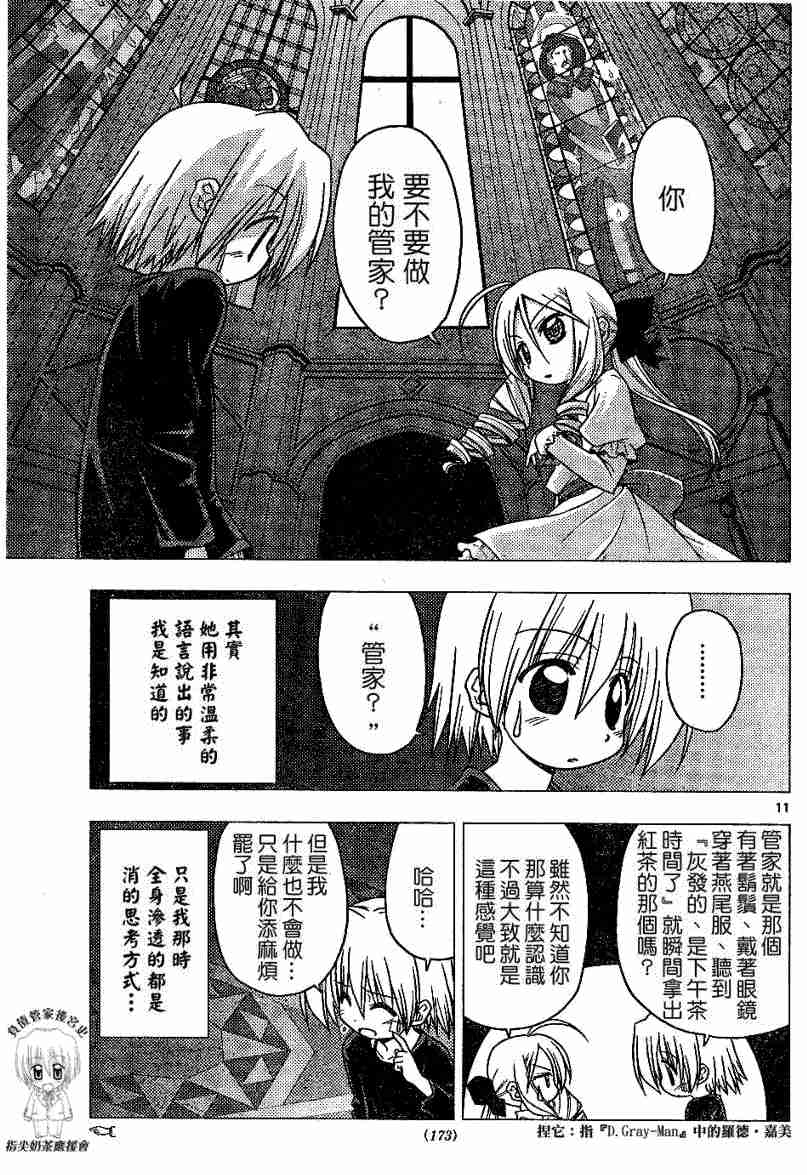 你
要不要做
我的管家？
……
“管家？”
其實
她用非常溫柔的
語言說出的事
我是知道的
11
管家就是那個
有著鬍鬚、戴著眼鏡
穿著燕尾服、聽到
『灰發的、是下午茶
時間了』就瞬間拿出
紅茶的那個嗎？
雖然不知道你
那算什麼認識
不過大致就是
這種感覺吧
哈哈…
但是我
什麼也不會做…
只是給你添麻煩
罷了啊
只是我那時
全身滲透的都是
消的思考方式…
捏它：指『D.Gray-Man』中的羅德·嘉美
(173)
指尖奶茶應援會